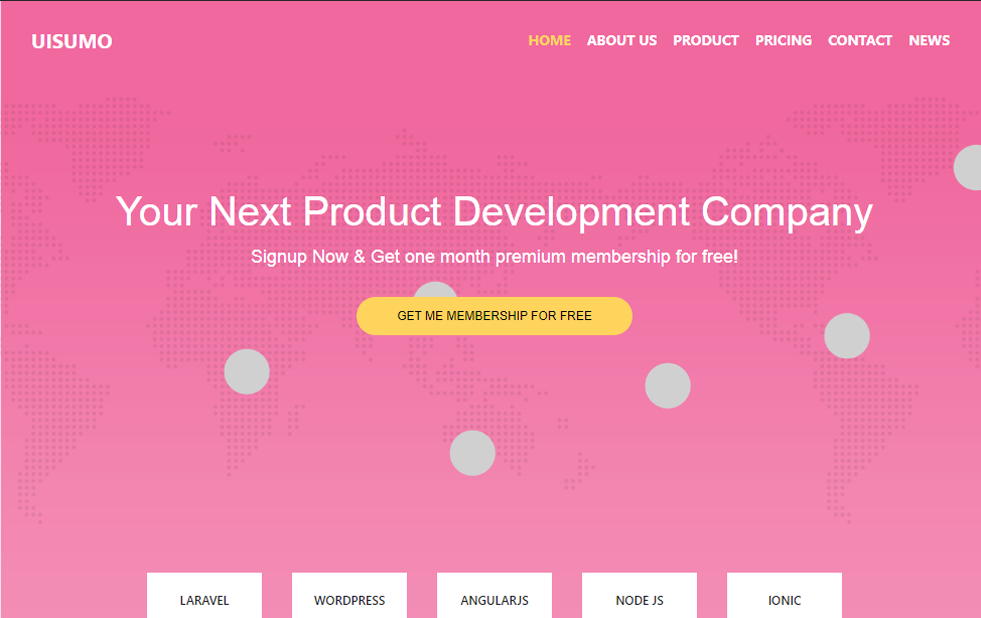 UISUMO
HOME ABOUT US PRODUCT PRICING CONTACT NEWS
Your Next Product Development Company
Signup Now & Get one month premium membership for free!
GET ME MEMBERSHIP FOR FREE
LARAVEL WORDPRESS ANGULARJS NODE JS IONIC